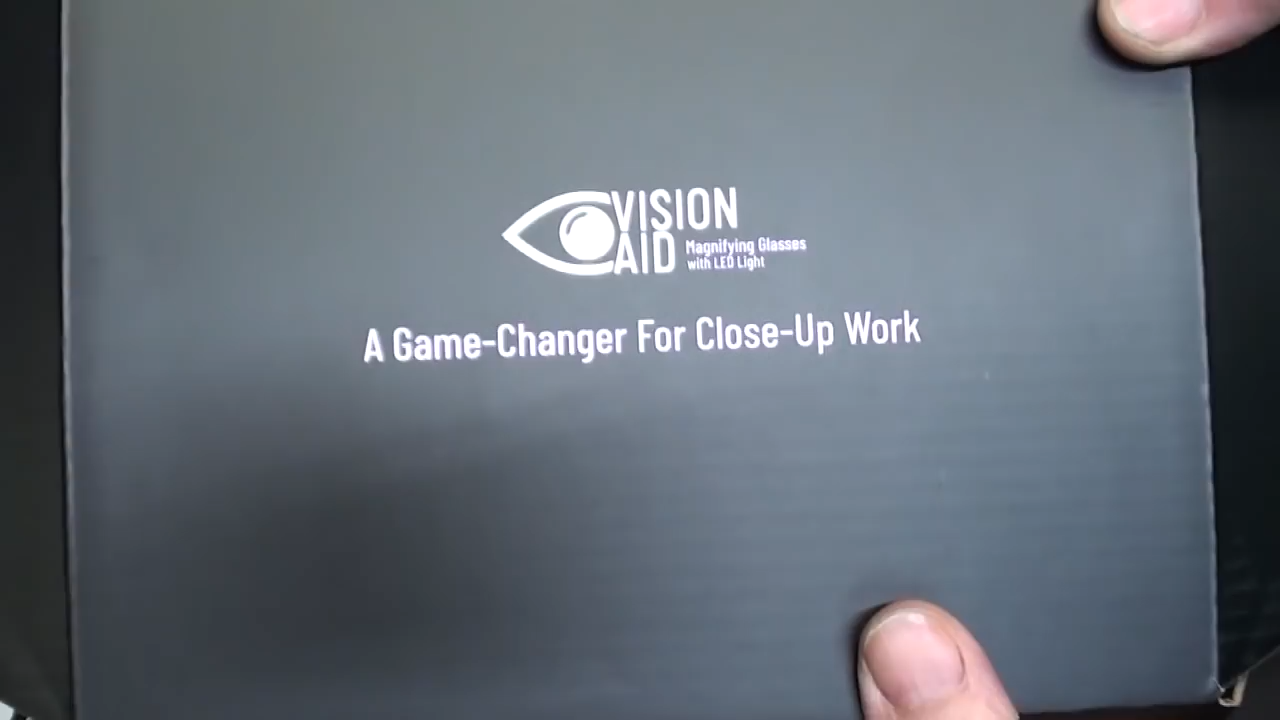 VISION
AID
Magnifying Glasses
with LED Light
A Game-Changer For Close-Up Work